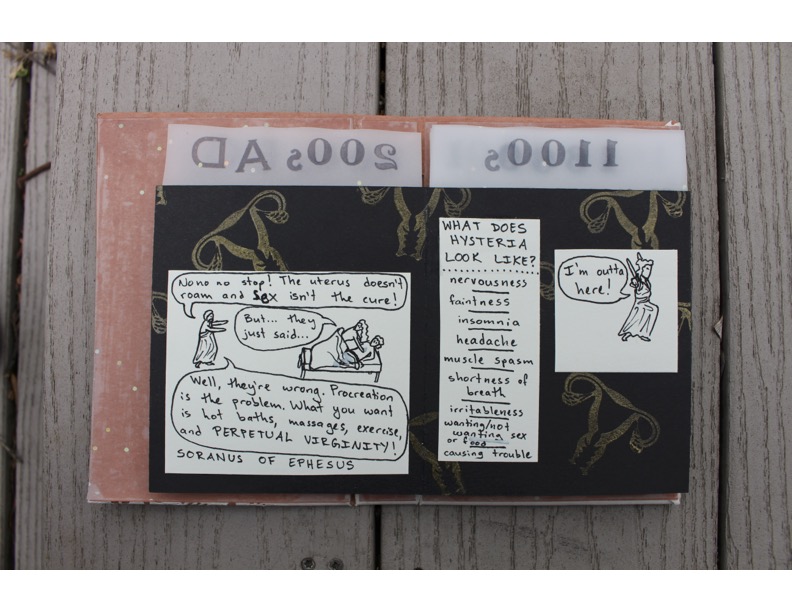 200s AD
1100s
Nono no stop! The uterus doesn't
roam and sex isn't the cure!
But... they
just said...
Well, they're wrong. Procreation
is the problem. What you want
is hot baths, massages, exercise,
and PERPETUAL VIRGINITY!
SORANUS OF EPHESUS
WHAT DOES
HYSTERIA
LOOK LIKE?
nervousness
faintness
insomnia
headache
muscle spasm
shortness of
breath
irritableness
wanting/not
wanting sex
or food
causing trouble
I'm outta
here!